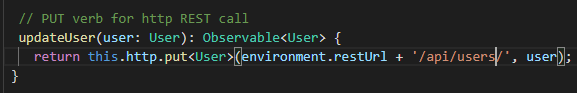 // PUT verb for http REST call
updateUser(user: User): Observable<User> {
return this.http.put<User>(environment.restUrl + '/api/users/', user);
}